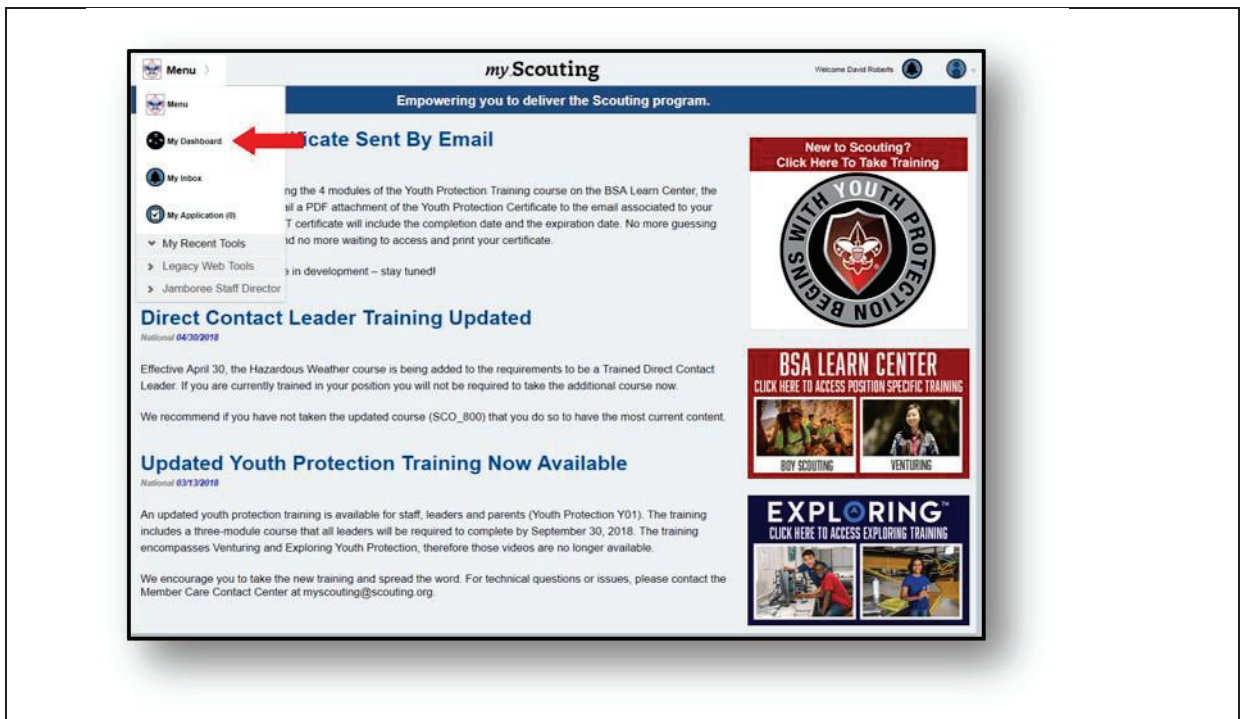 Menu
my.Scouting
Welcome David Roberts
Empowering you to deliver the Scouting program.
Menu
My Dashboard
My Inbox
My Application (0)
My Recent Tools
Legacy Web Tools
Jamboree Staff Director
Sent By Email
ng the 4 modules of the Youth Protection Training course on the BSA Learn Center, the
ail a PDF attachment of the Youth Protection Certificate to the email associated to your
T certificate will include the completion date and the expiration date. No more guessing
nd no more waiting to access and print your certificate.
e in development – stay tuned!
Direct Contact Leader Training Updated
National 04/30/2018
Effective April 30, the Hazardous Weather course is being added to the requirements to be a Trained Direct Contact
Leader. If you are currently trained in your position you will not be required to take the additional course now.
We recommend if you have not taken the updated course (SCO_800) that you do so to have the most current content.
Updated Youth Protection Training Now Available
National 03/13/2018
An updated youth protection training is available for staff, leaders and parents (Youth Protection Y01). The training
includes a three-module course that all leaders will be required to complete by September 30, 2018. The training
encompasses Venturing and Exploring Youth Protection, therefore those videos are no longer available.
We encourage you to take the new training and spread the word. For technical questions or issues, please contact the
Member Care Contact Center at myscouting@scouting.org.
New to Scouting?
Click Here To Take Training
YOUTH PROTECTION BEGINS WITH YOU
BSA LEARN CENTER
CLICK HERE TO ACCESS POSITION SPECIFIC TRAINING
BOY SCOUTING
VENTURING
EXPLORING™
CLICK HERE TO ACCESS EXPLORING TRAINING